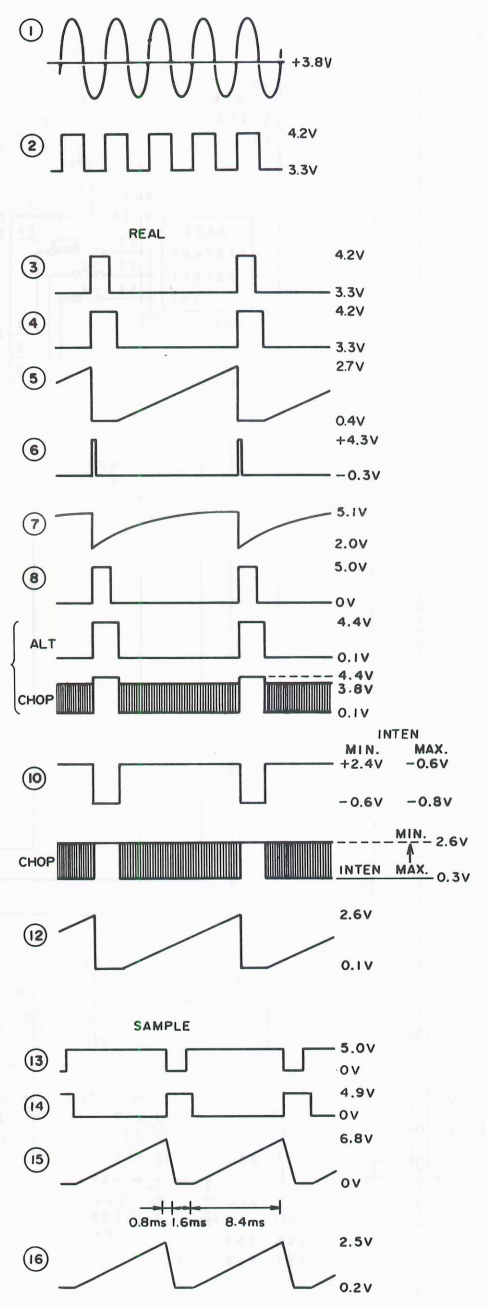 1
+3.8V
2
4.2V
3.3V
REAL
3
4.2V
3.3V
4
4.2V
3.3V
5
2.7V
0.4V
6
+4.3V
-0.3V
7
5.1V
2.0V
8
5.0V
0V
ALT
4.4V
0.1V
CHOP
4.4V
3.8V
0.1V
INTEN
MIN. MAX.
10
+2.4V -0.6V
-0.6V -0.8V
CHOP
MIN. 2.6V
INTEN MAX. 0.3V
12
2.6V
0.1V
SAMPLE
13
5.0V
0V
14
4.9V
0V
15
6.8V
0V
0.8ms 1.6ms 8.4ms
16
2.5V
0.2V